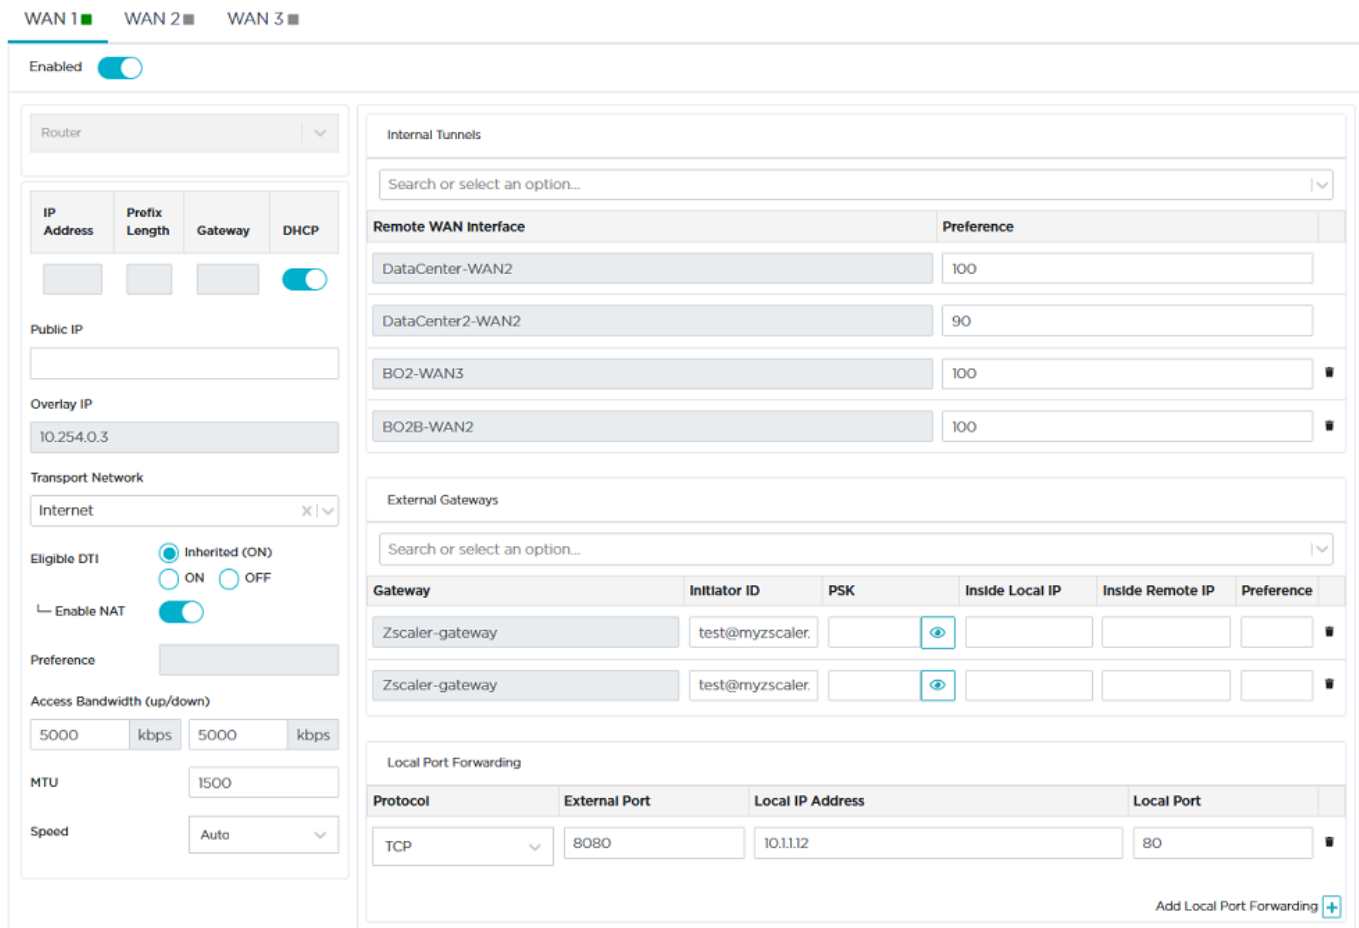 WAN 1 WAN 2 WAN 3
Enabled
Router
IP Address Prefix Length Gateway DHCP
Public IP
Overlay IP
10.254.0.3
Transport Network
Internet
Eligible DTI Inherited (ON)
ON OFF
Enable NAT
Preference
Access Bandwidth (up/down)
5000 kbps 5000 kbps
MTU 1500
Speed Auto
Internal Tunnels
Search or select an option...
Remote WAN Interface Preference
DataCenter-WAN2 100
DataCenter2-WAN2 90
BO2-WAN3 100
BO2B-WAN2 100
External Gateways
Search or select an option...
Gateway Initiator ID PSK Inside Local IP Inside Remote IP Preference
Zscaler-gateway test@myzscaler.
Zscaler-gateway test@myzscaler.
Local Port Forwarding
Protocol External Port Local IP Address Local Port
TCP 8080 10.1.1.12 80
Add Local Port Forwarding